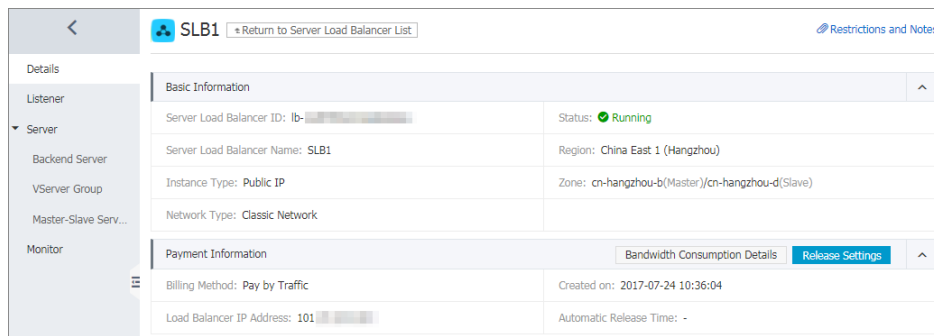 SLB1 Return to Server Load Balancer List Restrictions and Notes
Details
Listener
Server
Backend Server
VServer Group
Master-Slave Serv...
Monitor
Basic Information
Server Load Balancer ID: lb-
Status: Running
Server Load Balancer Name: SLB1
Region: China East 1 (Hangzhou)
Instance Type: Public IP
Zone: cn-hangzhou-b(Master)/cn-hangzhou-d(Slave)
Network Type: Classic Network
Payment Information
Bandwidth Consumption Details
Release Settings
Billing Method: Pay by Traffic
Created on: 2017-07-24 10:36:04
Load Balancer IP Address: 101
Automatic Release Time: -